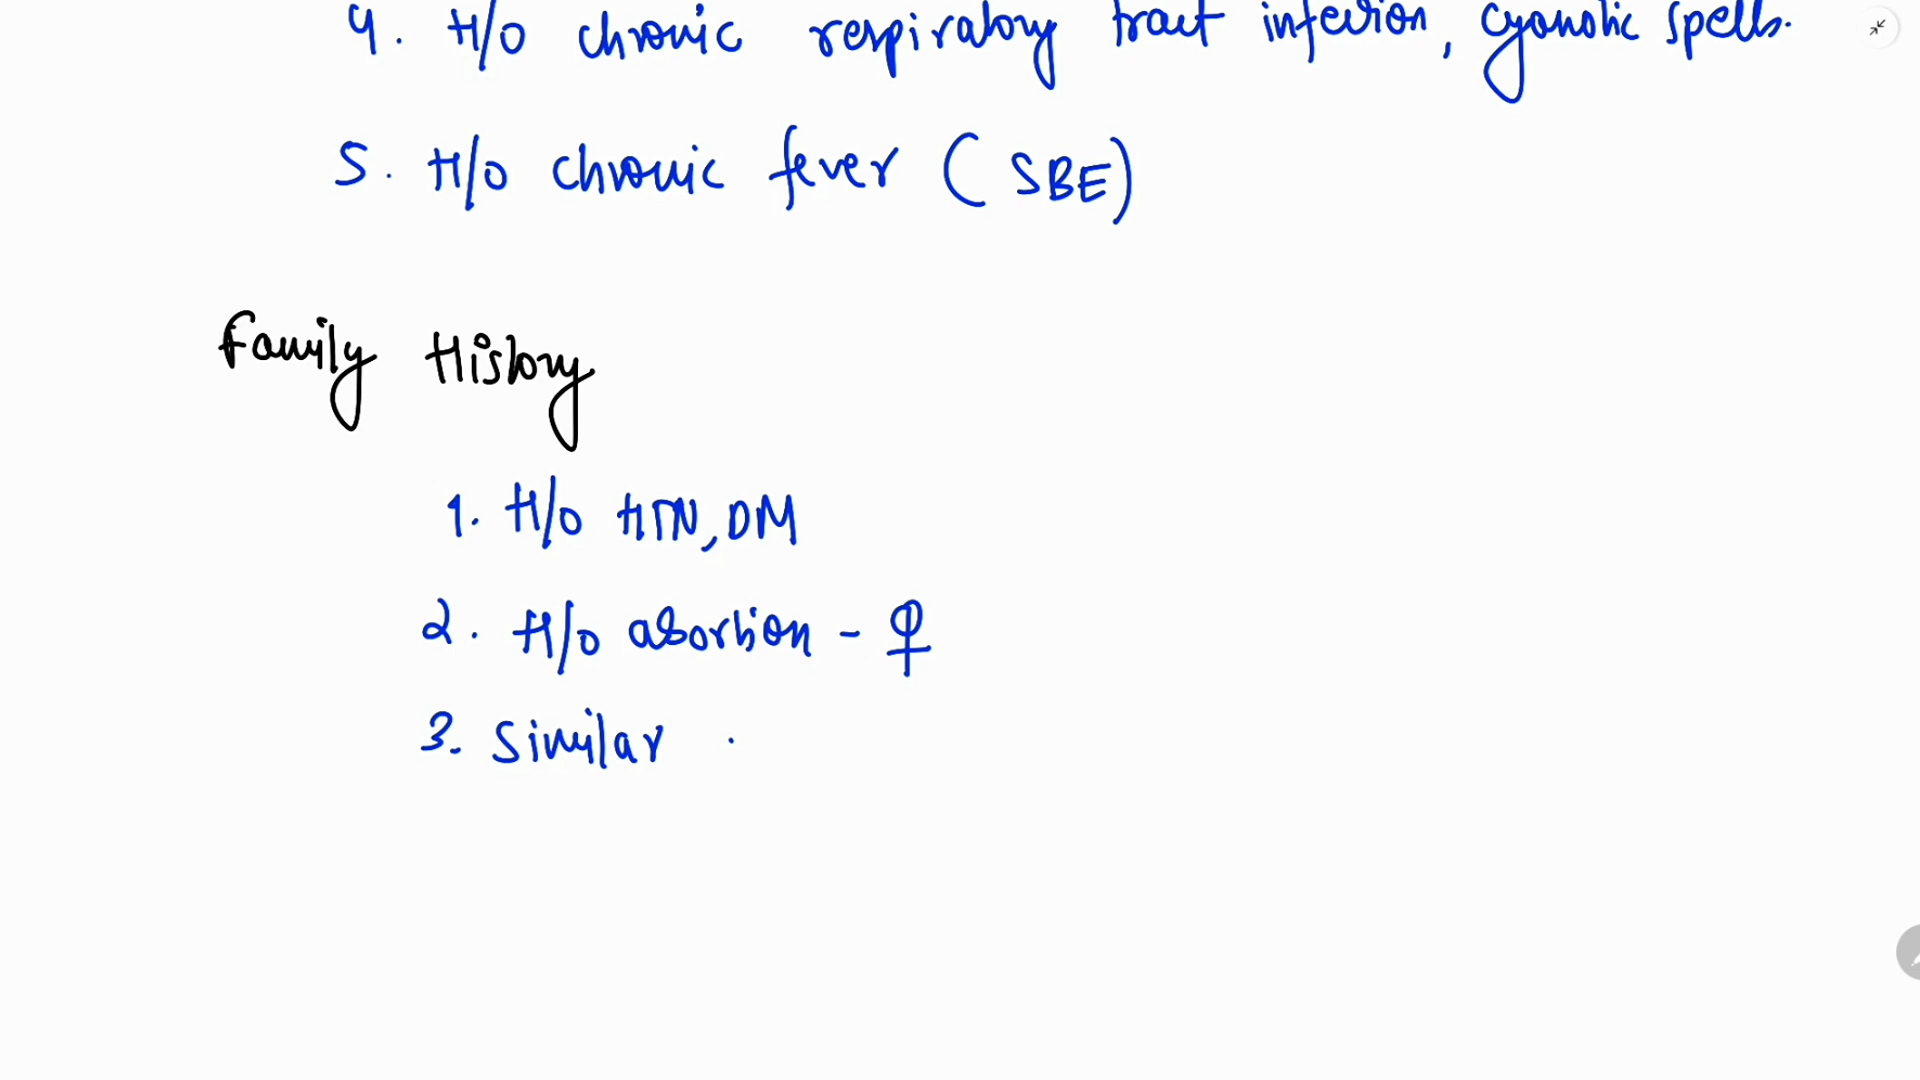 4. H/o chronic respiratory tract infection, cyanotic spells.
5. H/o chronic fever (SBE)
Family History
1. H/o HTN, DM
2. H/o abortion - ♀
3. Similar